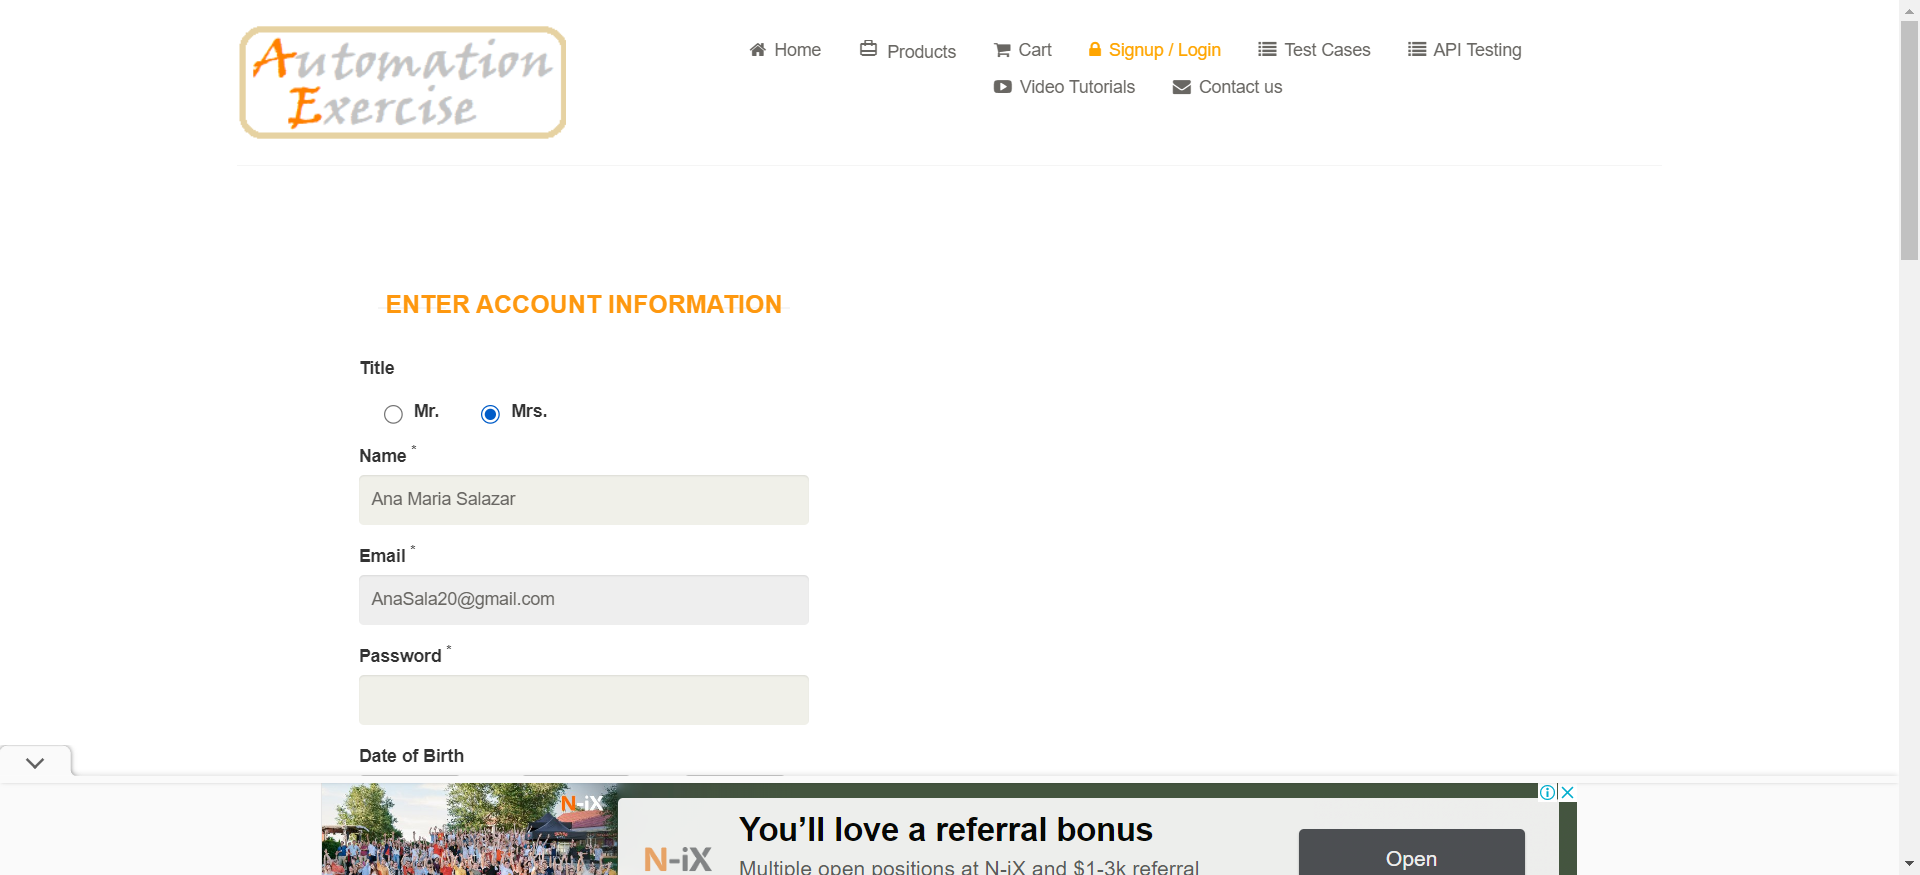 Automation
Exercise
Home
Products
Cart
Signup / Login
Test Cases
API Testing
Video Tutorials
Contact us
ENTER ACCOUNT INFORMATION
Title
Mr.
Mrs.
Name *
Ana Maria Salazar
Email *
AnaSala20@gmail.com
Password *
Date of Birth
N-iX
N-iX
You’ll love a referral bonus
Multiple open positions at N-iX and $1-3k referral
Open